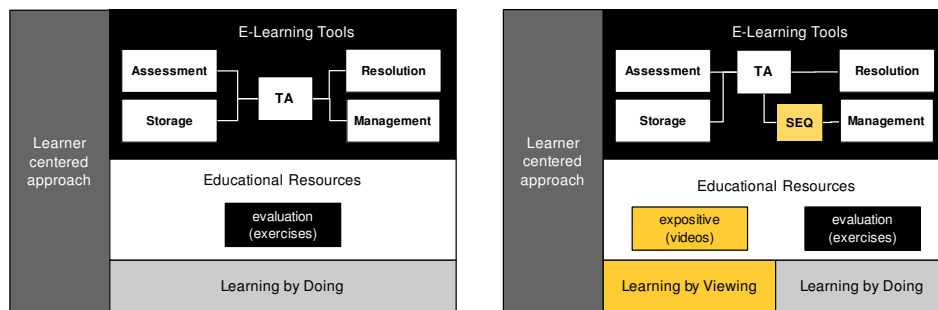 E-Learning Tools
Assessment
Resolution
TA
Storage
Management
Learner
centered
approach
Educational Resources
evaluation
(exercises)
Learning by Doing
E-Learning Tools
Assessment
TA
Resolution
Storage
SEQ
Management
Learner
centered
approach
Educational Resources
expositive
(videos)
evaluation
(exercises)
Learning by Viewing
Learning by Doing